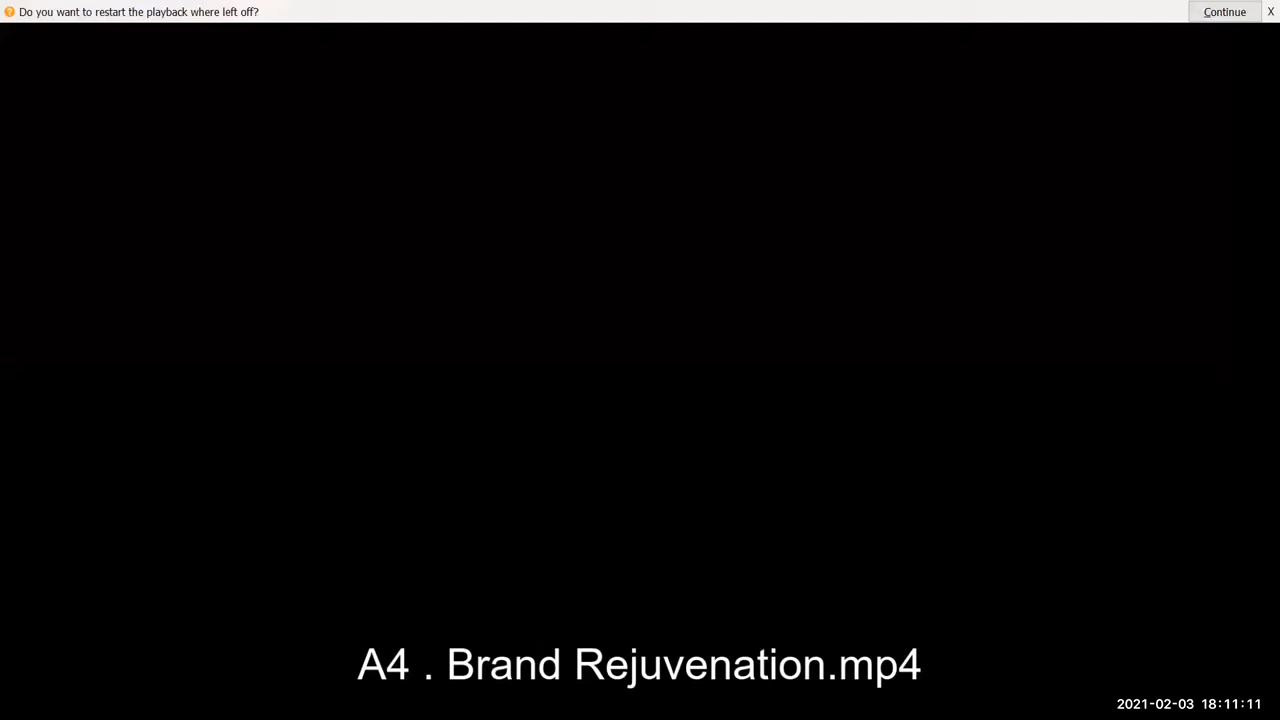 Do you want to restart the playback where left off?
Continue
X
A4 . Brand Rejuvenation.mp4
2021-02-03 18:11:11